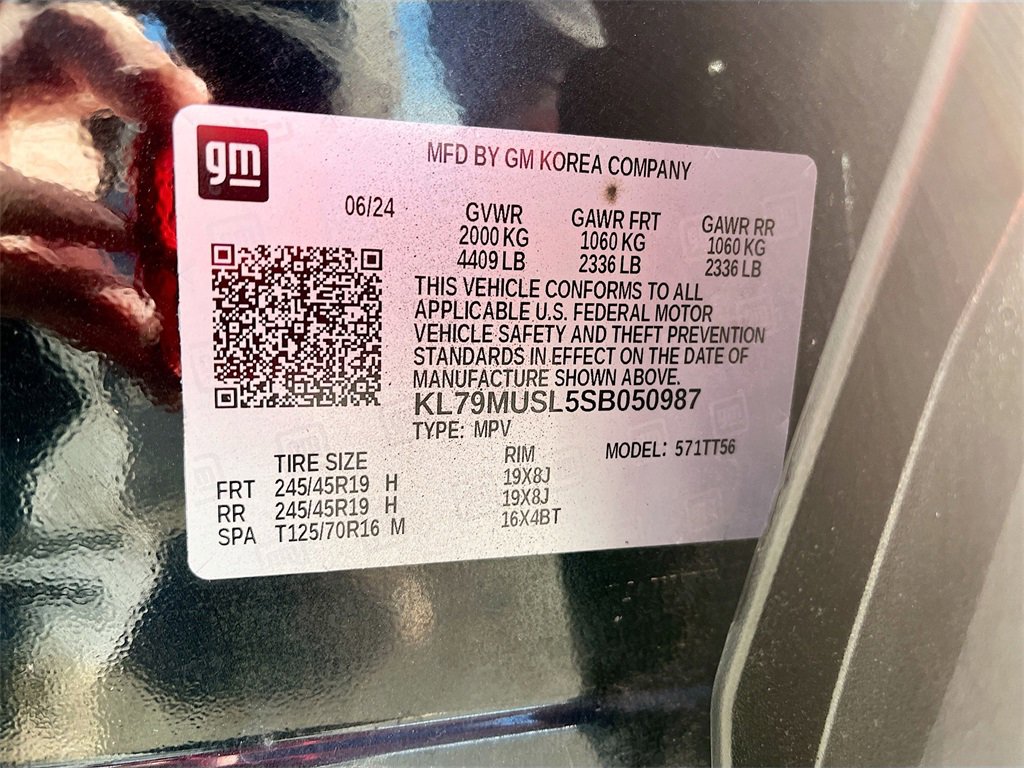 gm
MFD BY GM KOREA COMPANY
06/24
GVWR GAWR FRT GAWR RR
2000 KG 1060 KG 1060 KG
4409 LB 2336 LB 2336 LB
THIS VEHICLE CONFORMS TO ALL
APPLICABLE U.S. FEDERAL MOTOR
VEHICLE SAFETY AND THEFT PREVENTION
STANDARDS IN EFFECT ON THE DATE OF
MANUFACTURE SHOWN ABOVE.
KL79MUSL5SB050987
TYPE: MPV MODEL: 571TT56
TIRE SIZE RIM
FRT 245/45R19 H 19X8J
RR 245/45R19 H 19X8J
SPA T125/70R16 M 16X4BT